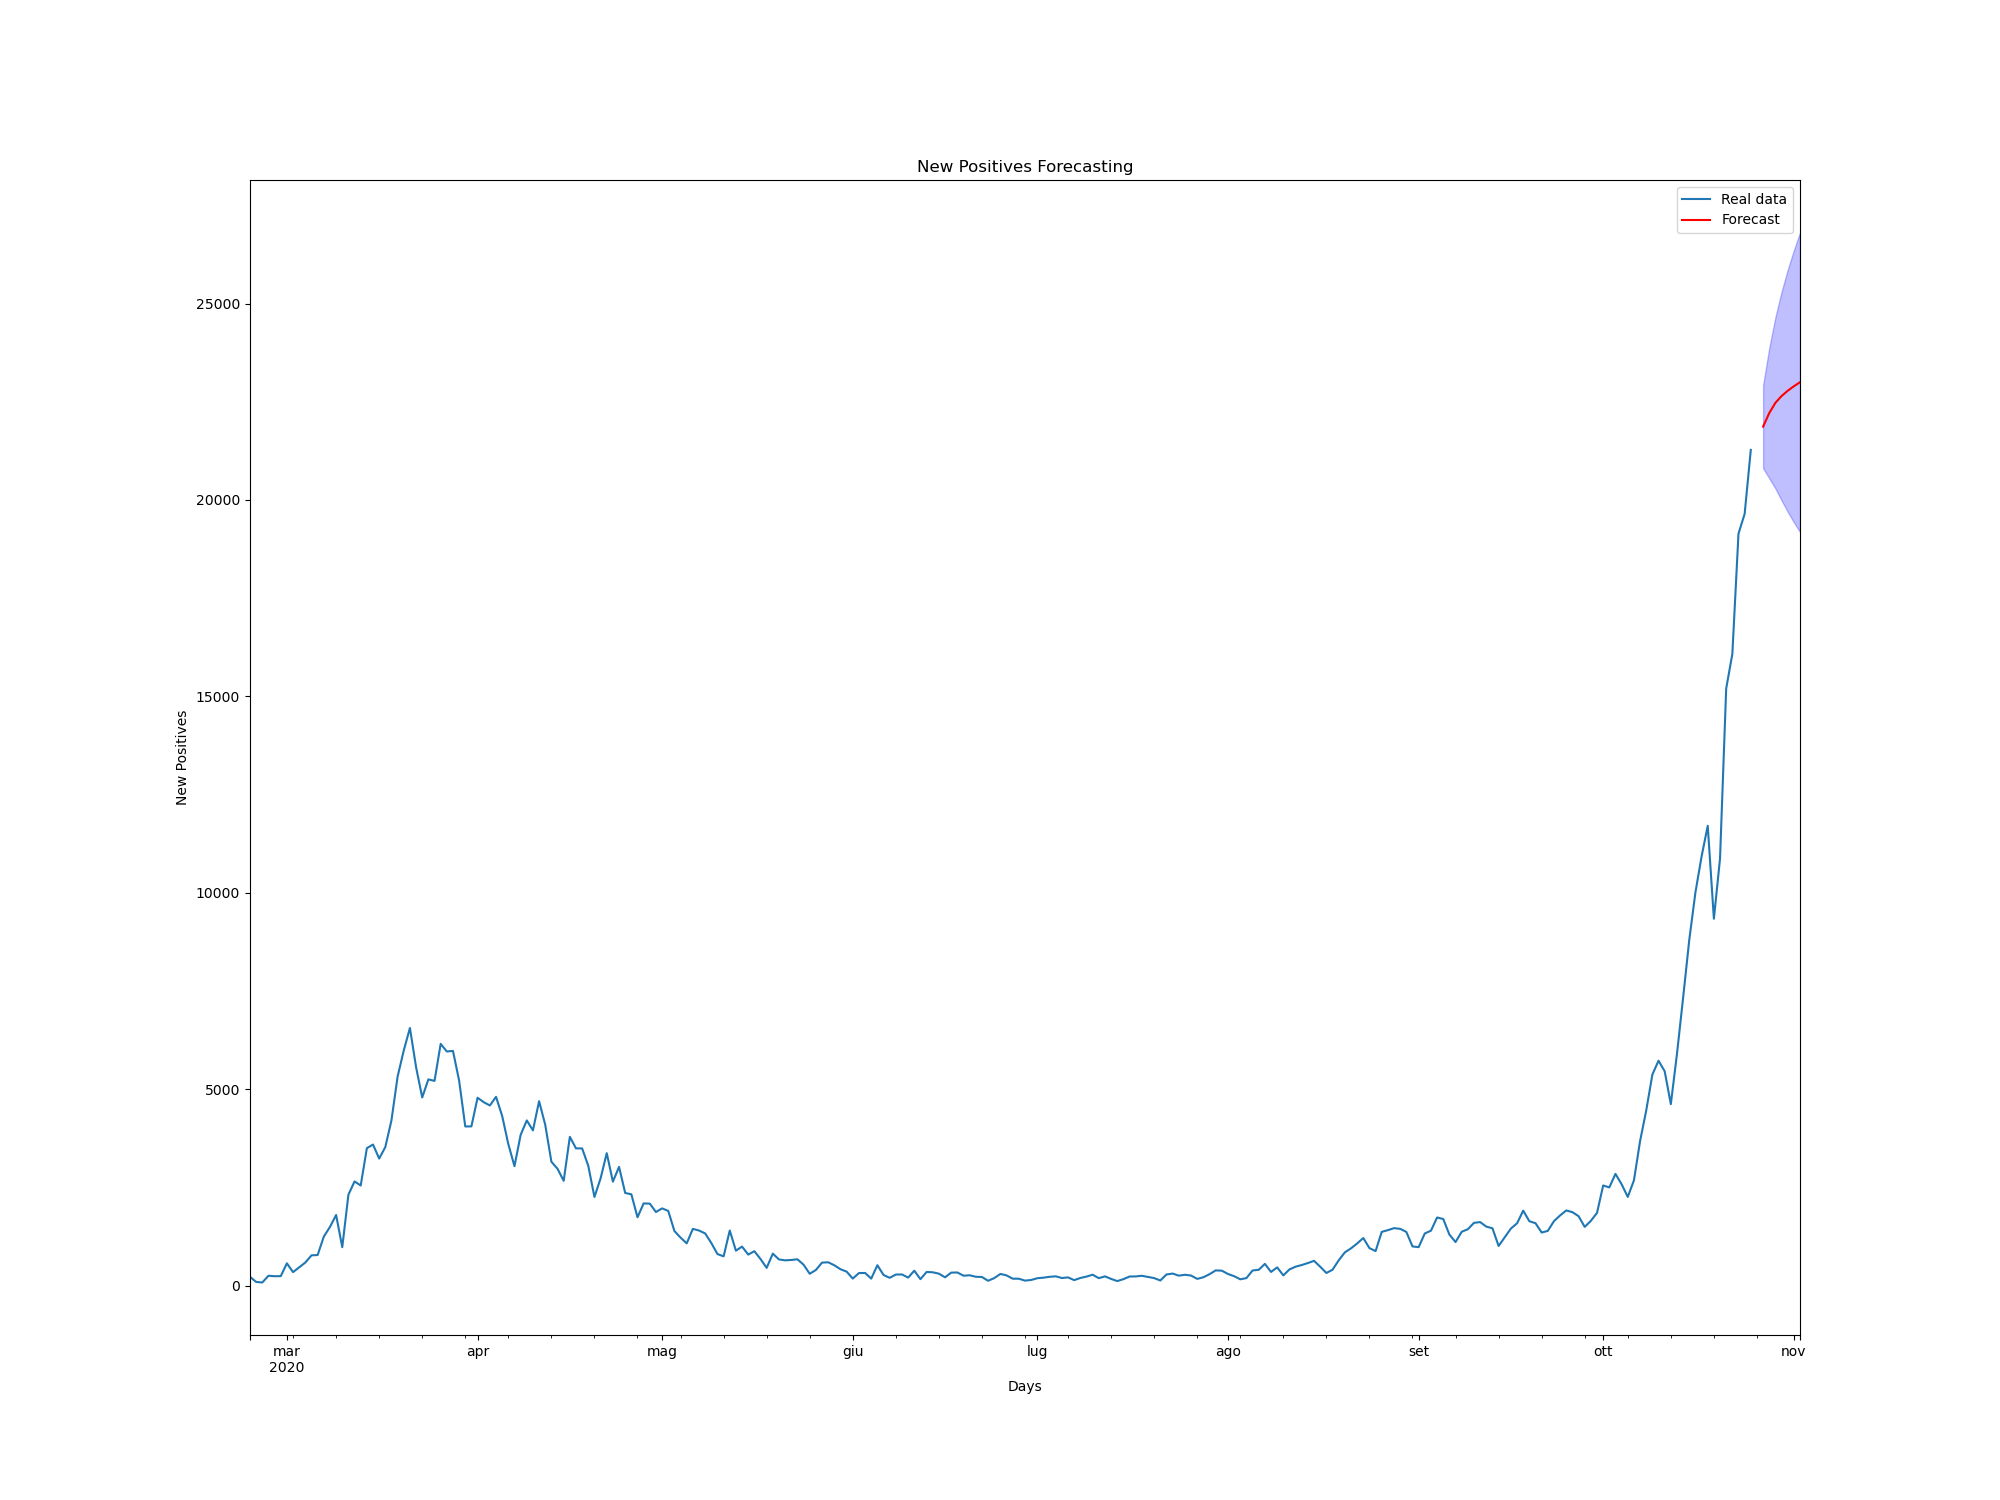 New Positives Forecasting
Real data
Forecast
25000
20000
15000
10000
5000
0
New Positives
mar apr mag giu lug ago set ott nov
2020
Days